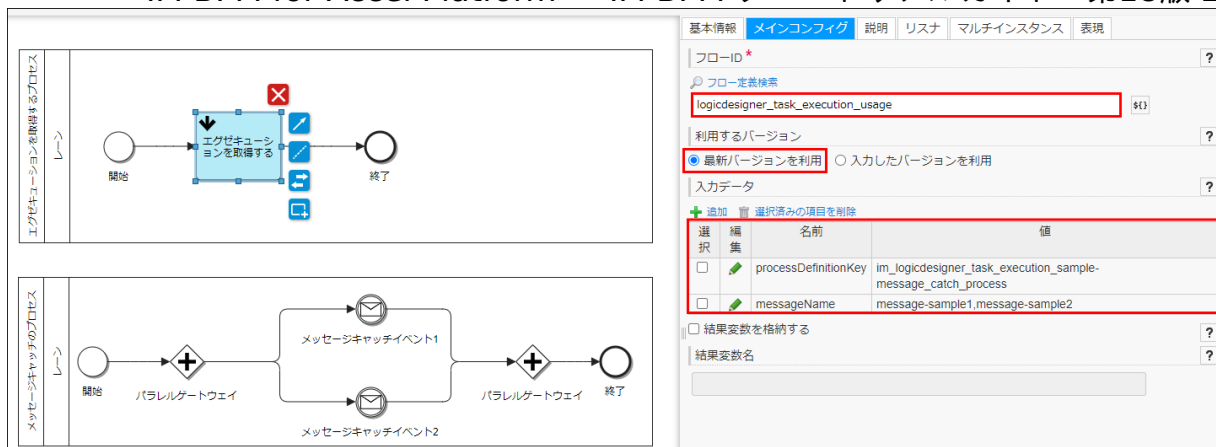 エグゼキューションを取得するプロセス
レーン
開始
エグゼキューシ
ョンを取得する
終了
メッセージキャッチのプロセス
レーン
開始
パラレルゲートウェイ
メッセージキャッチイベント1
メッセージキャッチイベント2
パラレルゲートウェイ
終了
基本情報 メインコンフィグ 説明 リスナ マルチインスタンス 表現
フローID * ?
フロー定義検索
logicdesigner_task_execution_usage ${}
利用するバージョン ?
最新バージョンを利用 入力したバージョンを利用
入力データ ?
追加 選択済みの項目を削除
選択 編集 名前 値
processDefinitionKey im_logicdesigner_task_execution_sample-
message_catch_process
messageName message-sample1,message-sample2
結果変数を格納する ?
結果変数名 ?